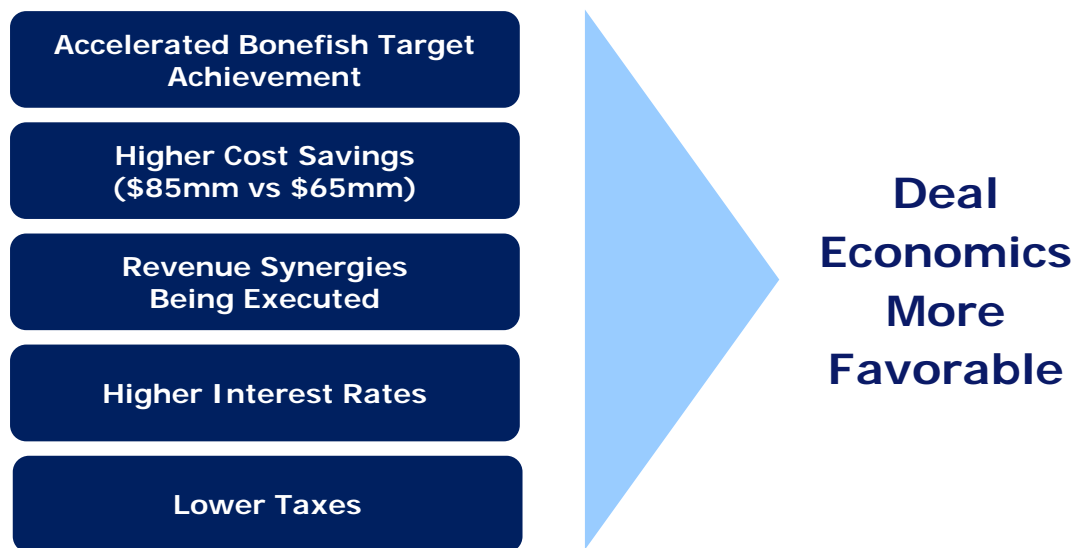 Accelerated Bonefish Target
Achievement
Higher Cost Savings
($85mm vs $65mm)
Revenue Synergies
Being Executed
Higher Interest Rates
Lower Taxes
Deal
Economics
More
Favorable